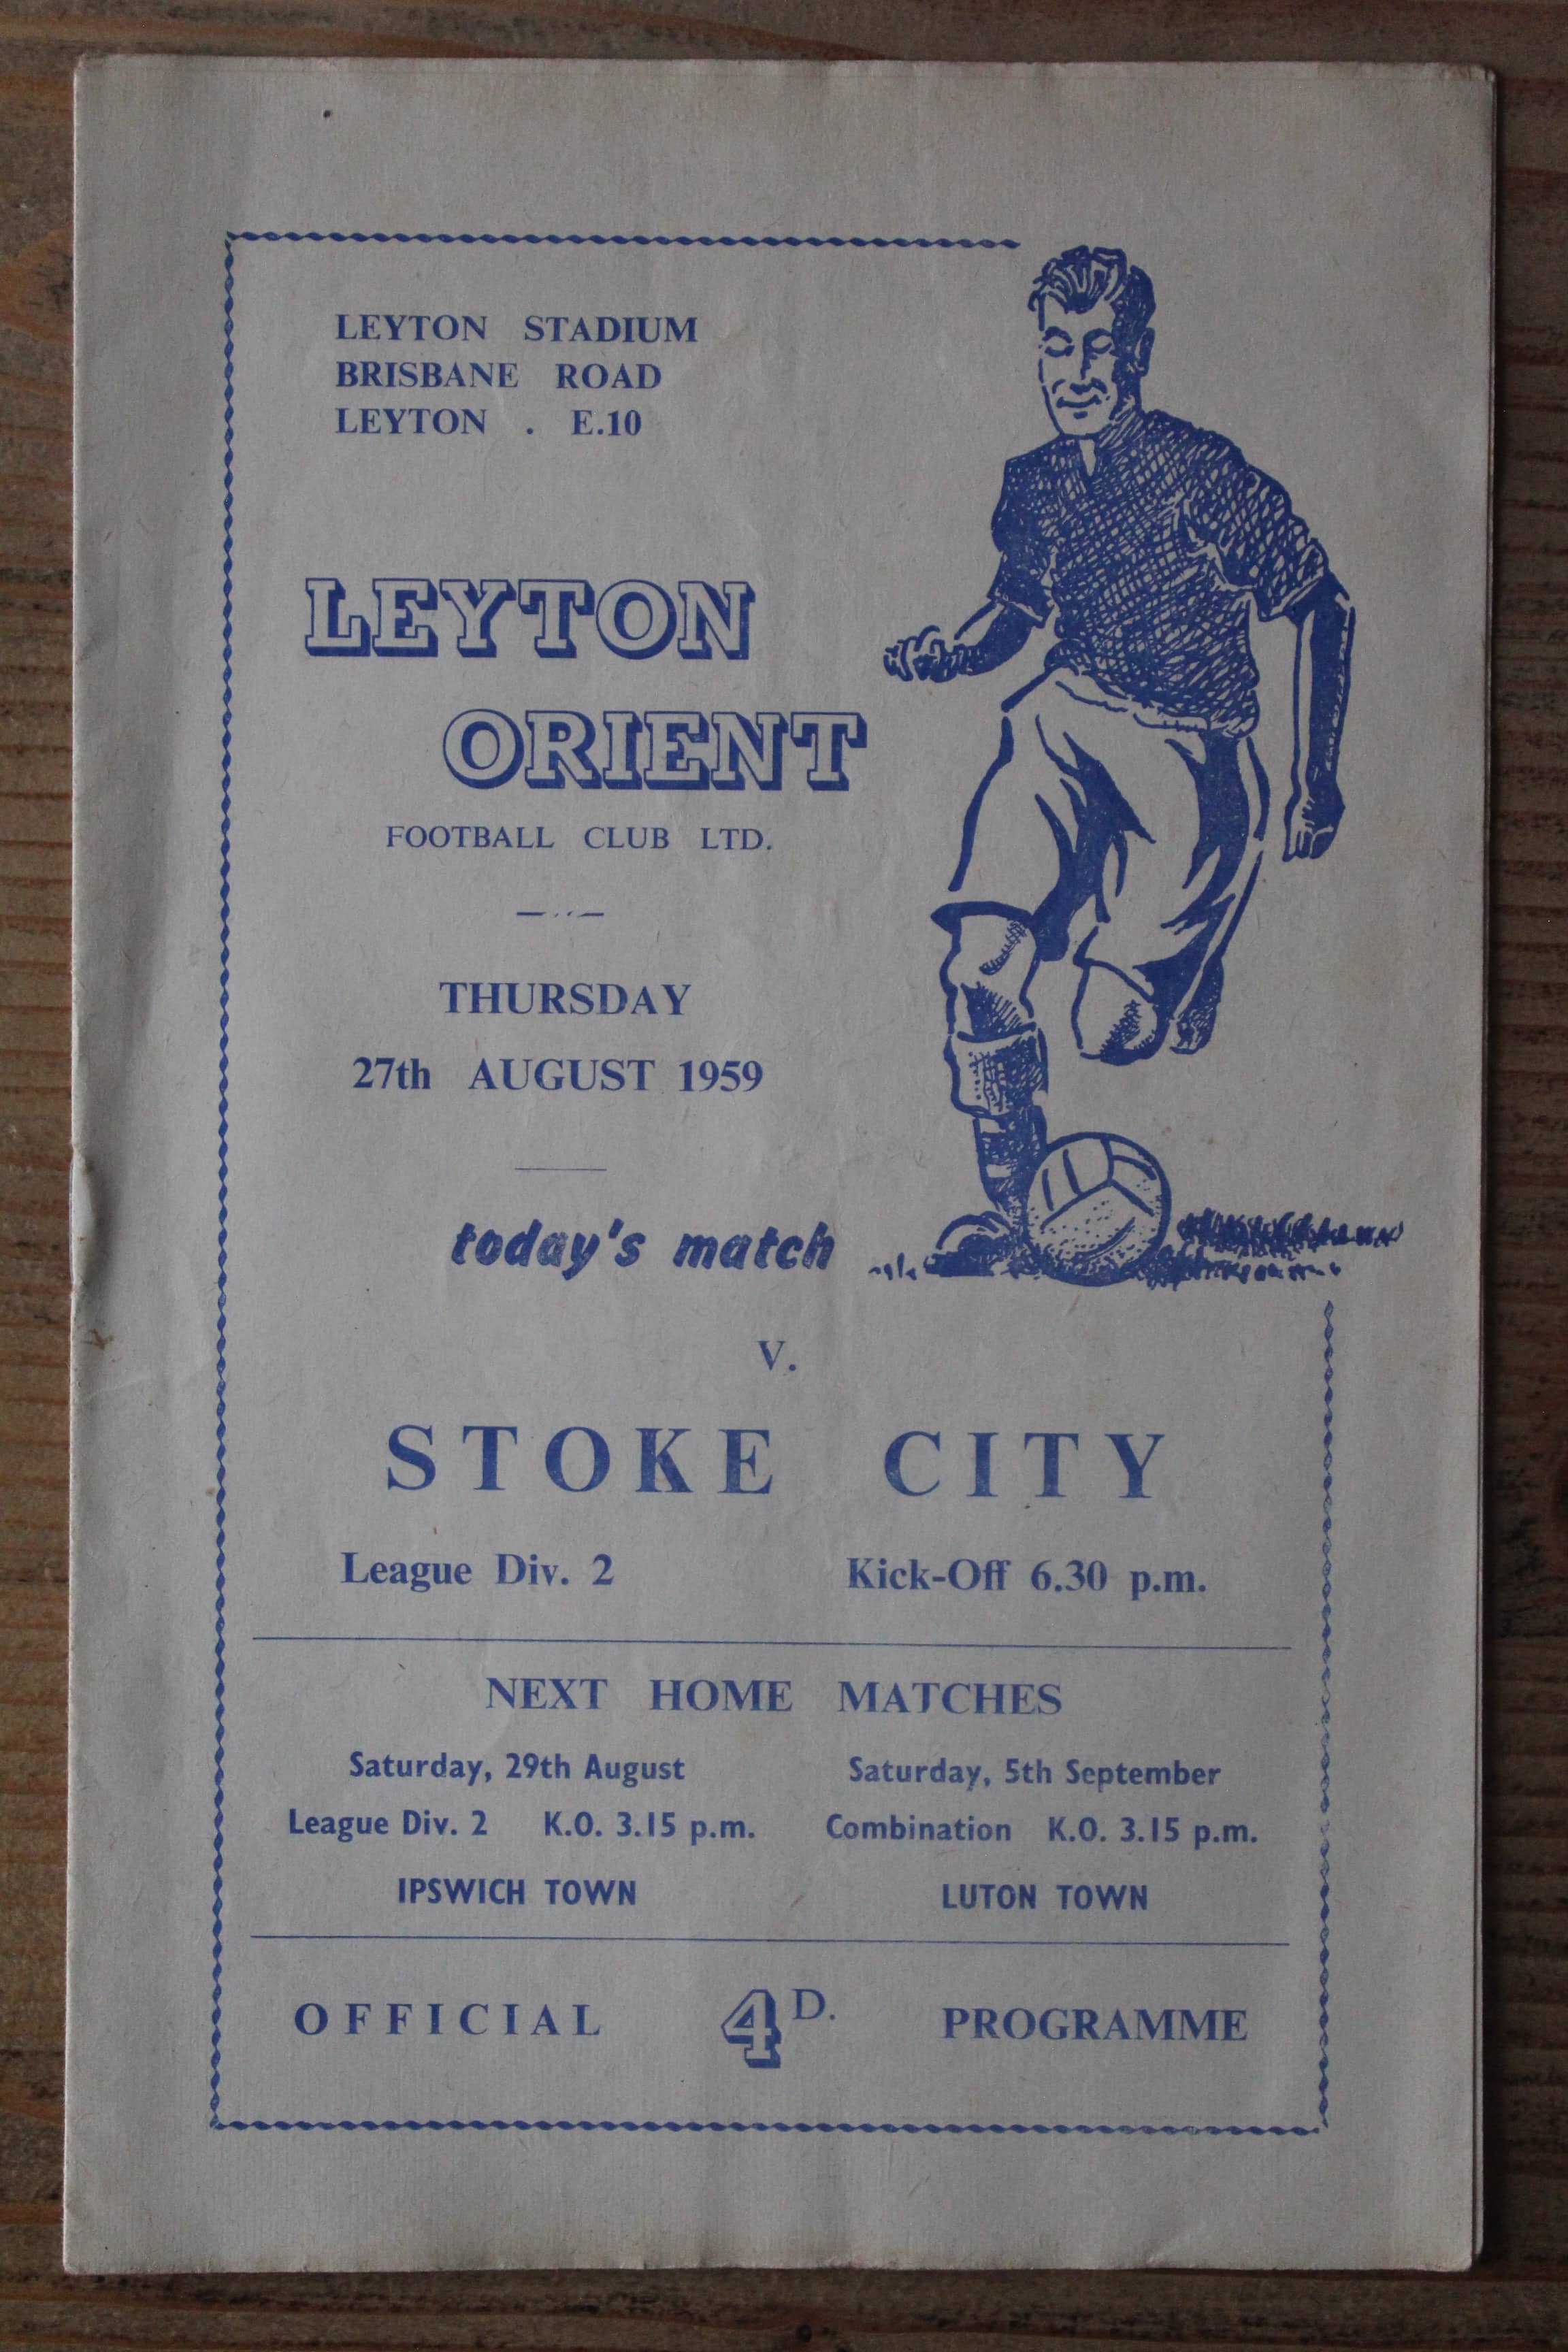 LEYTON STADIUM
BRISBANE ROAD
LEYTON . E.10
LEYTON
ORIENT
FOOTBALL CLUB LTD.
THURSDAY
27th AUGUST 1959
today's match
v.
STOKE CITY
League Div. 2 Kick-Off 6.30 p.m.
NEXT HOME MATCHES
Saturday, 29th August Saturday, 5th September
League Div. 2 K.O. 3.15 p.m. Combination K.O. 3.15 p.m.
IPSWICH TOWN LUTON TOWN
OFFICIAL 4D. PROGRAMME